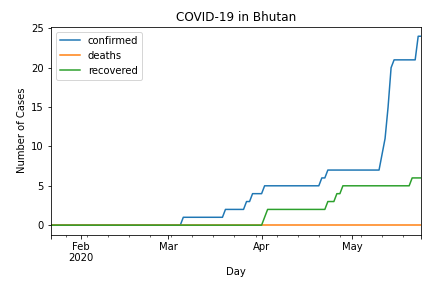 COVID-19 in Bhutan
confirmed
deaths
recovered
Number of Cases
25
20
15
10
5
0
Feb
2020
Mar
Apr
May
Day